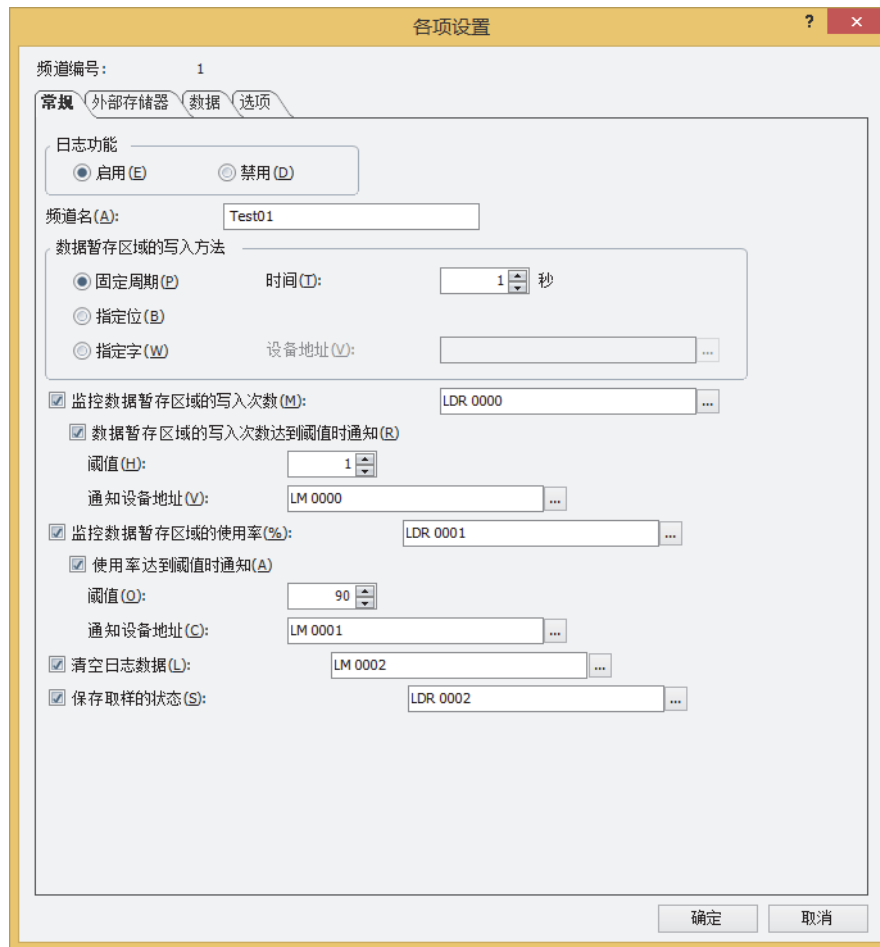 各项设置
?
×
频道编号: 1
常规 外部存储器 数据 选项
日志功能
启用(E) 禁用(D)
频道名(A): Test01
数据暂存区域的写入方法
固定周期(P) 时间(T): 1 秒
指定位(B)
指定字(W) 设备地址(V): ...
监控数据暂存区域的写入次数(M): LDR 0000 ...
数据暂存区域的写入次数达到阈值时通知(R)
阈值(H): 1
通知设备地址(V): LM 0000 ...
监控数据暂存区域的使用率(%): LDR 0001 ...
使用率达到阈值时通知(A)
阈值(O): 90
通知设备地址(C): LM 0001 ...
清空日志数据(L): LM 0002 ...
保存取样的状态(S): LDR 0002 ...
确定 取消